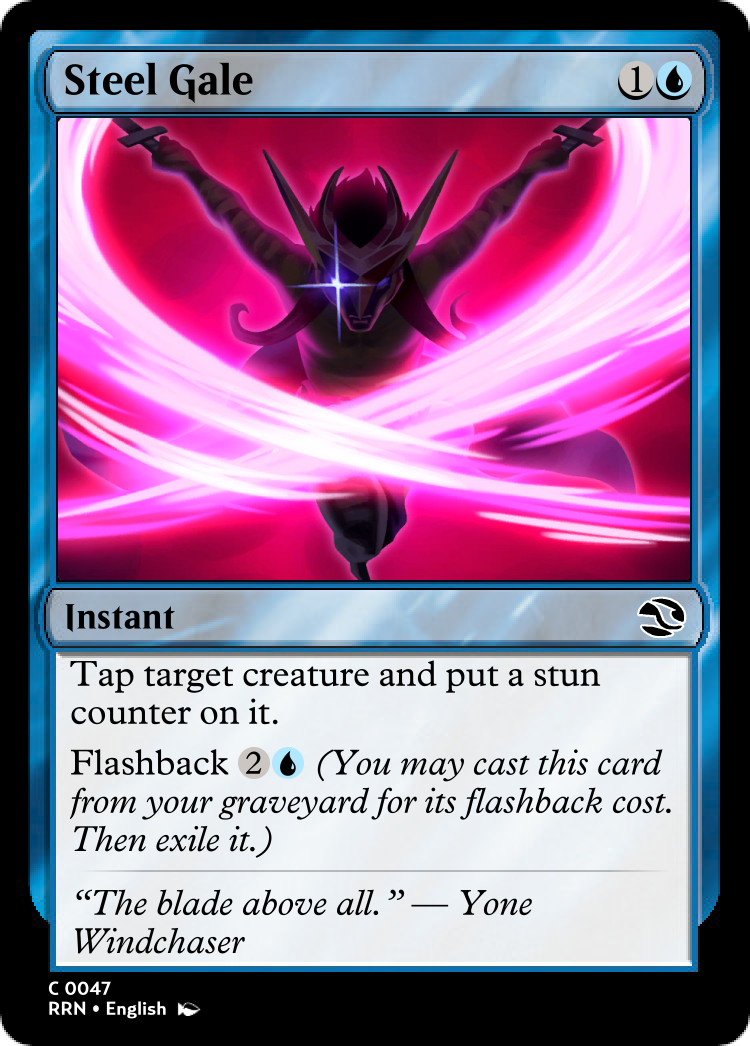 Steel Gale 1
Instant
Tap target creature and put a stun
counter on it.
Flashback 2 (You may cast this card
from your graveyard for its flashback cost.
Then exile it.)
“The blade above all.” — Yone
Windchaser
C 0047
RRN • English